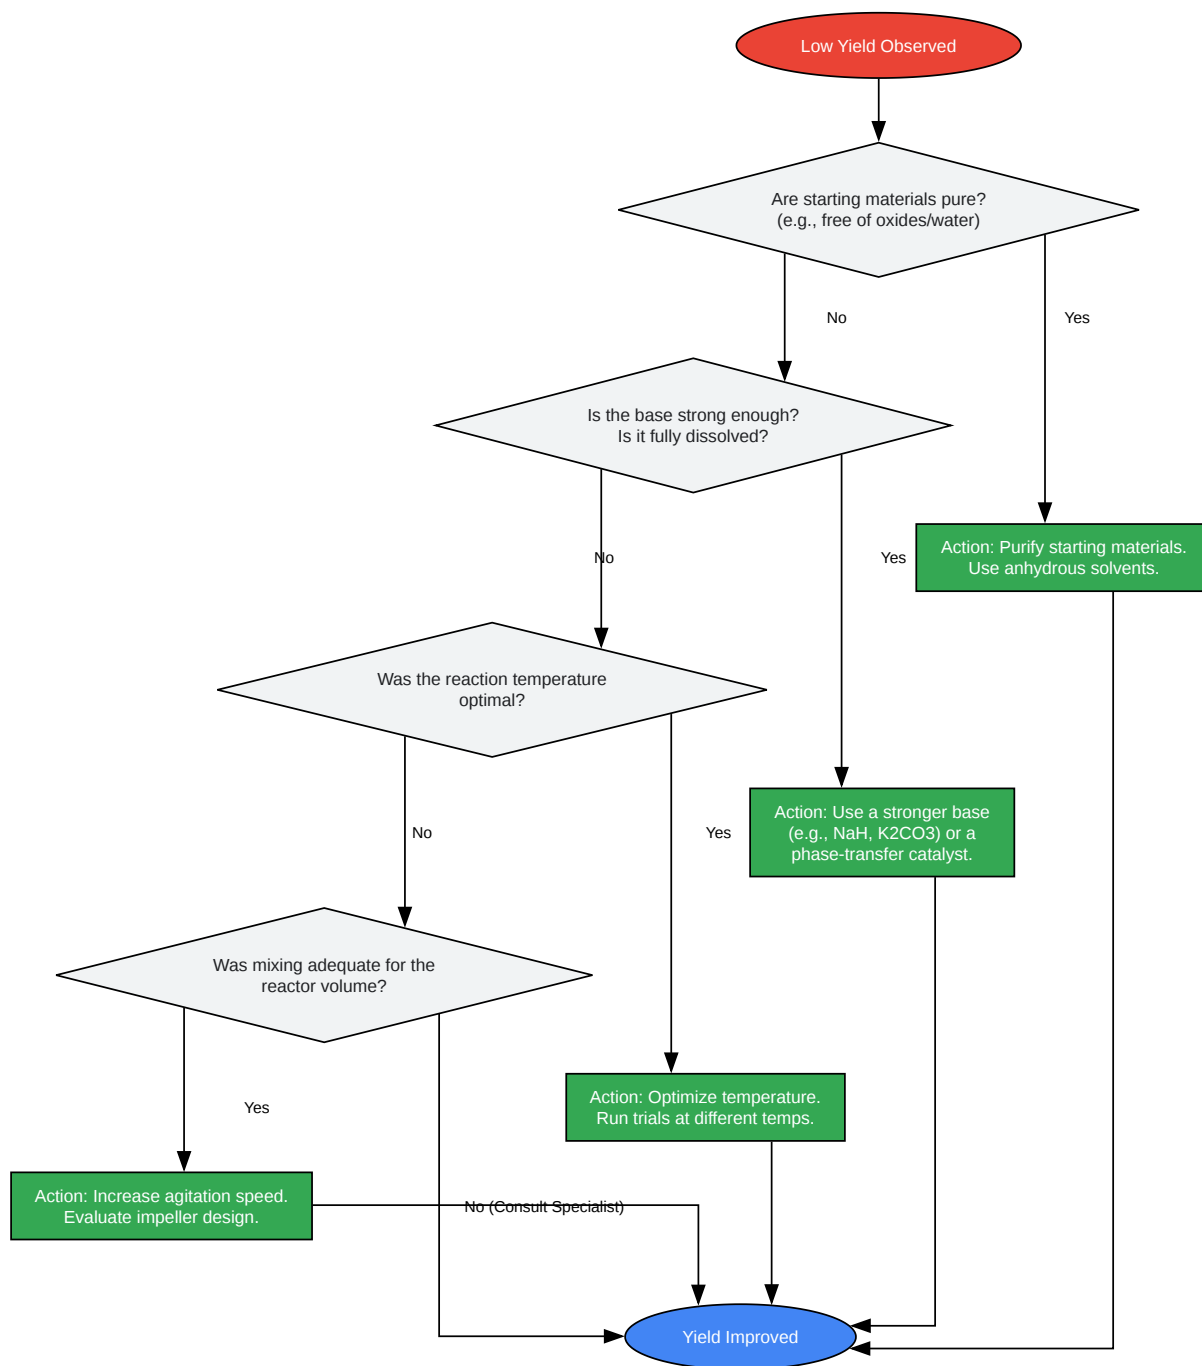 Low Yield Observed
Are starting materials pure?
(e.g., free of oxides/water)
No
Yes
Is the base strong enough?
Is it fully dissolved?
No
Yes
Action: Purify starting materials.
Use anhydrous solvents.
Was the reaction temperature
optimal?
No
Yes
Action: Use a stronger base
(e.g., NaH, K2CO3) or a
phase-transfer catalyst.
Was mixing adequate for the
reactor volume?
Yes
Action: Optimize temperature.
Run trials at different temps.
Action: Increase agitation speed.
Evaluate impeller design.
No (Consult Specialist)
Yield Improved